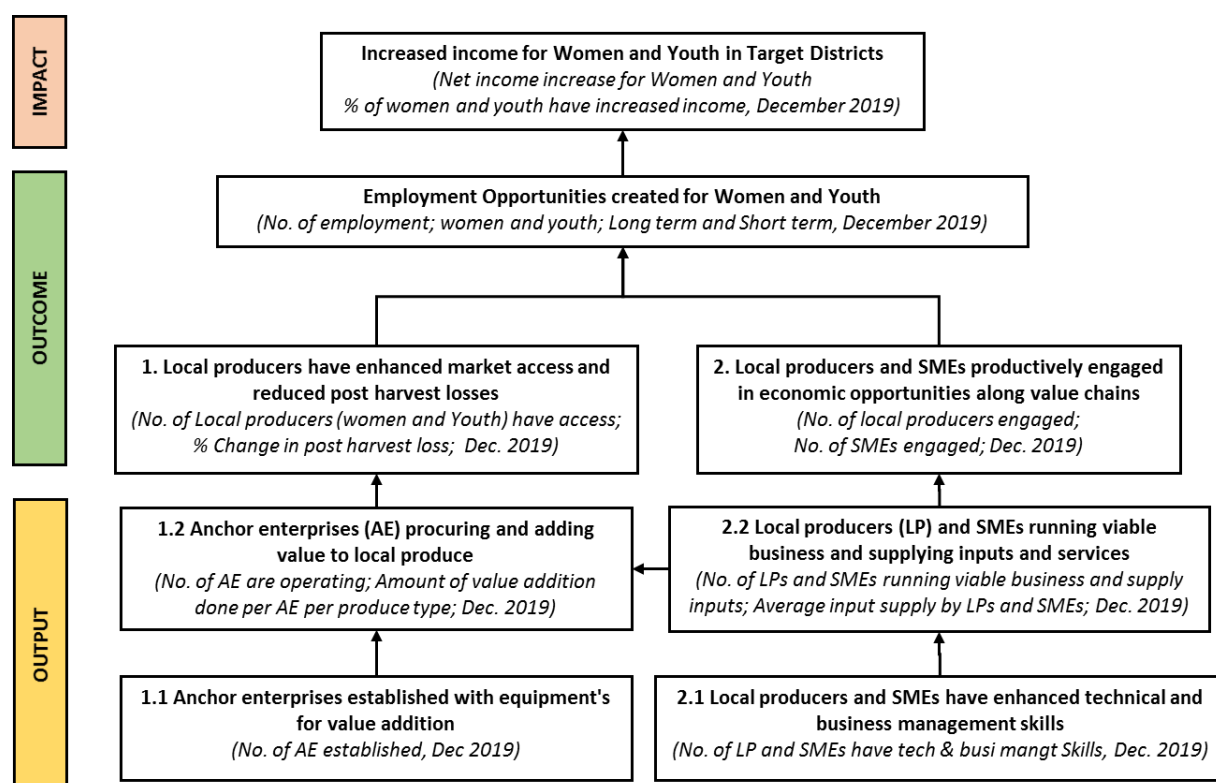 IMPACT
Increased income for Women and Youth in Target Districts
(Net income increase for Women and Youth
% of women and youth have increased income, December 2019)
OUTCOME
Employment Opportunities created for Women and Youth
(No. of employment; women and youth; Long term and Short term, December 2019)
1. Local producers have enhanced market access and
reduced post harvest losses
(No. of Local producers (women and Youth) have access;
% Change in post harvest loss; Dec. 2019)
2. Local producers and SMEs productively engaged
in economic opportunities along value chains
(No. of local producers engaged;
No. of SMEs engaged; Dec. 2019)
OUTPUT
1.2 Anchor enterprises (AE) procuring and adding
value to local produce
(No. of AE are operating; Amount of value addition
done per AE per produce type; Dec. 2019)
2.2 Local producers (LP) and SMEs running viable
business and supplying inputs and services
(No. of LPs and SMEs running viable business and supply
inputs; Average input supply by LPs and SMEs; Dec. 2019)
1.1 Anchor enterprises established with equipment's
for value addition
(No. of AE established, Dec 2019)
2.1 Local producers and SMEs have enhanced technical and
business management skills
(No. of LP and SMEs have tech & busi mangt Skills, Dec. 2019)